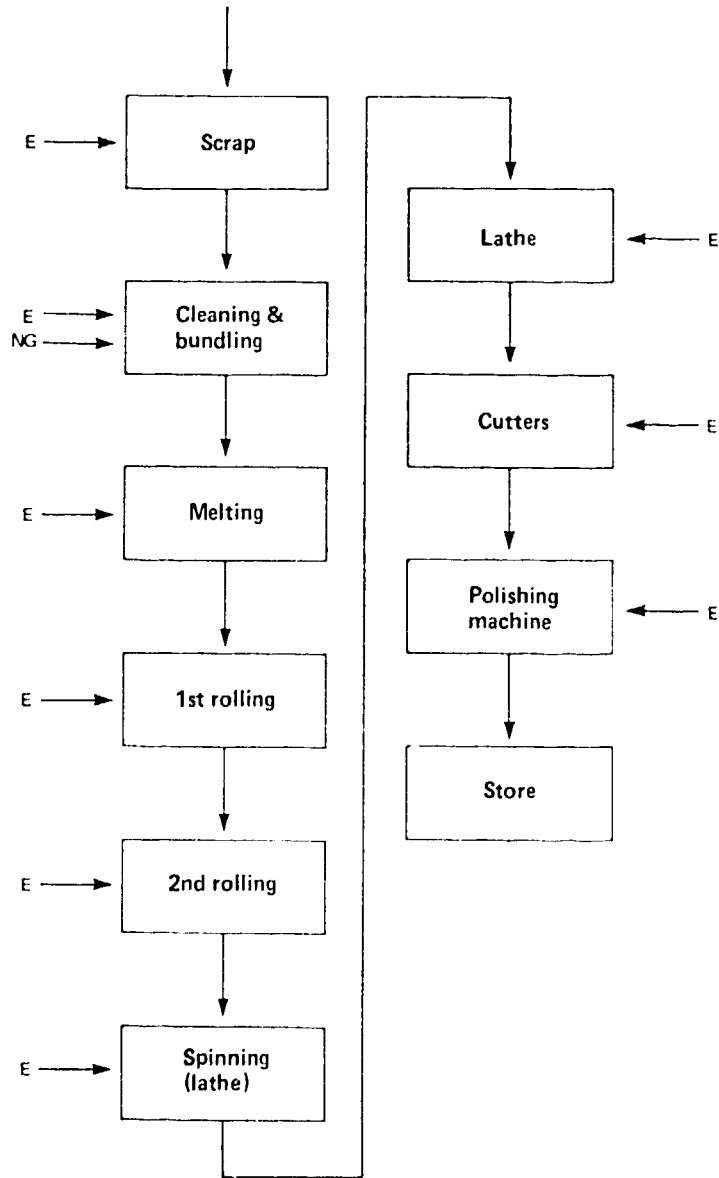 E
Scrap
E
NG
Cleaning &
bundling
E
Melting
E
1st rolling
E
2nd rolling
E
Spinning
(lathe)
Lathe
E
Cutters
E
Polishing
machine
E
Store